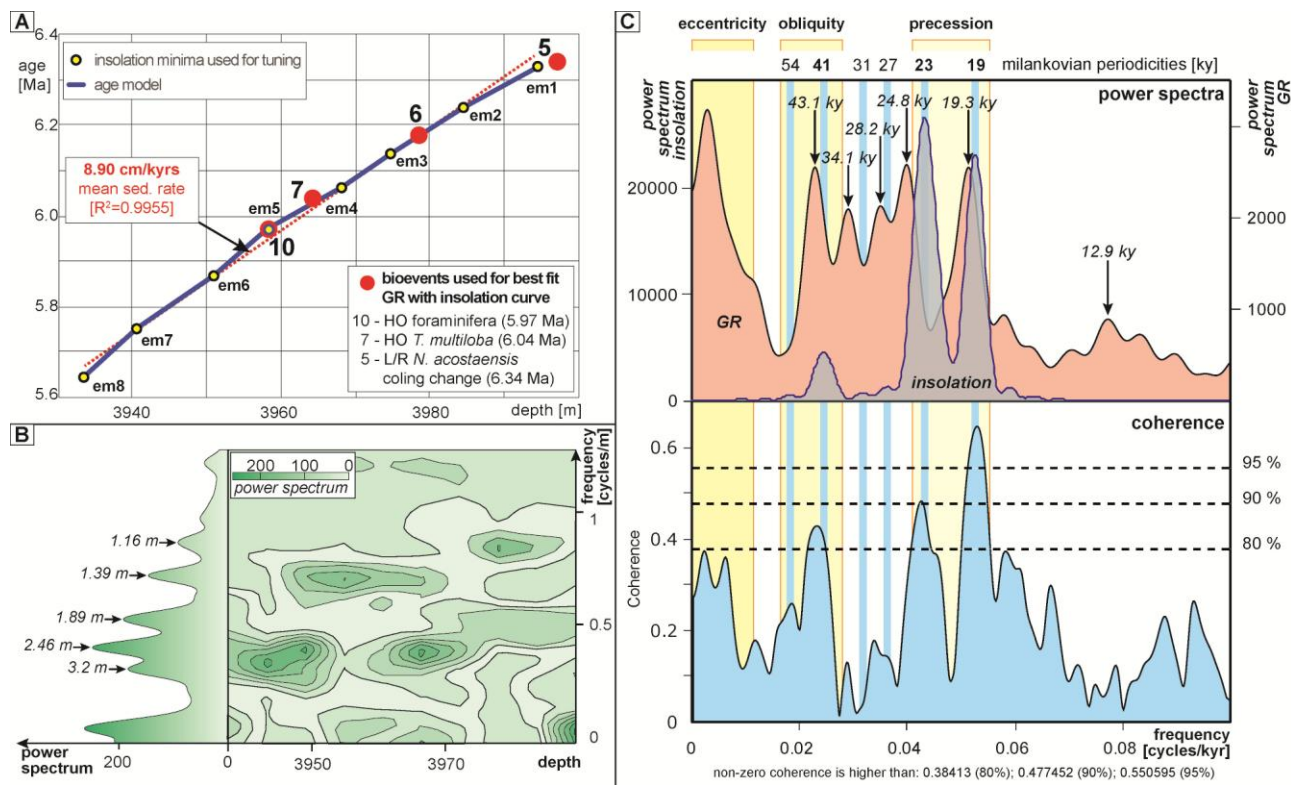 A
6.4
age
[Ma]
6.2
6.0
5.8
5.6
insolation minima used for tuning
age model
5
em1
em2
6
em3
7
em4
em5
10
em6
em7
em8
8.90 cm/kyrs
mean sed. rate
[R²=0.9955]
bioevents used for best fit
GR with insolation curve
10 - HO foraminifera (5.97 Ma)
7 - HO T. multiloba (6.04 Ma)
5 - L/R N. acostaensis
coling change (6.34 Ma)
3940 3960 3980 depth [m]
B
200 100 0
power spectrum
frequency
[cycles/m]
1
0.5
0
1.16 m
1.39 m
1.89 m
2.46 m
3.2 m
power
spectrum
200 0 3950 3970 depth
C
eccentricity obliquity precession
54 41 31 27 23 19 milankovian periodicities [ky]
power
spectrum
insolation
power spectra
power
spectrum
GR
43.1 ky
34.1 ky
28.2 ky
24.8 ky
19.3 ky
12.9 ky
20000
10000
0
2000
1000
GR
insolation
coherence
0.6
0.4
0.2
0
Coherence
95 %
90 %
80 %
0 0.02 0.04 0.06 0.08 frequency
[cycles/kyr]
non-zero coherence is higher than: 0.38413 (80%); 0.477452 (90%); 0.550595 (95%)